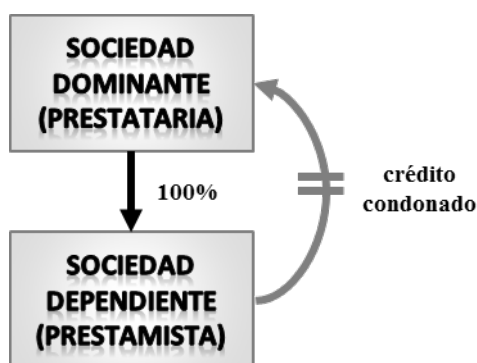 SOCIEDAD
DOMINANTE
(PRESTATARIA)
100%
crédito
condonado
SOCIEDAD
DEPENDIENTE
(PRESTAMISTA)